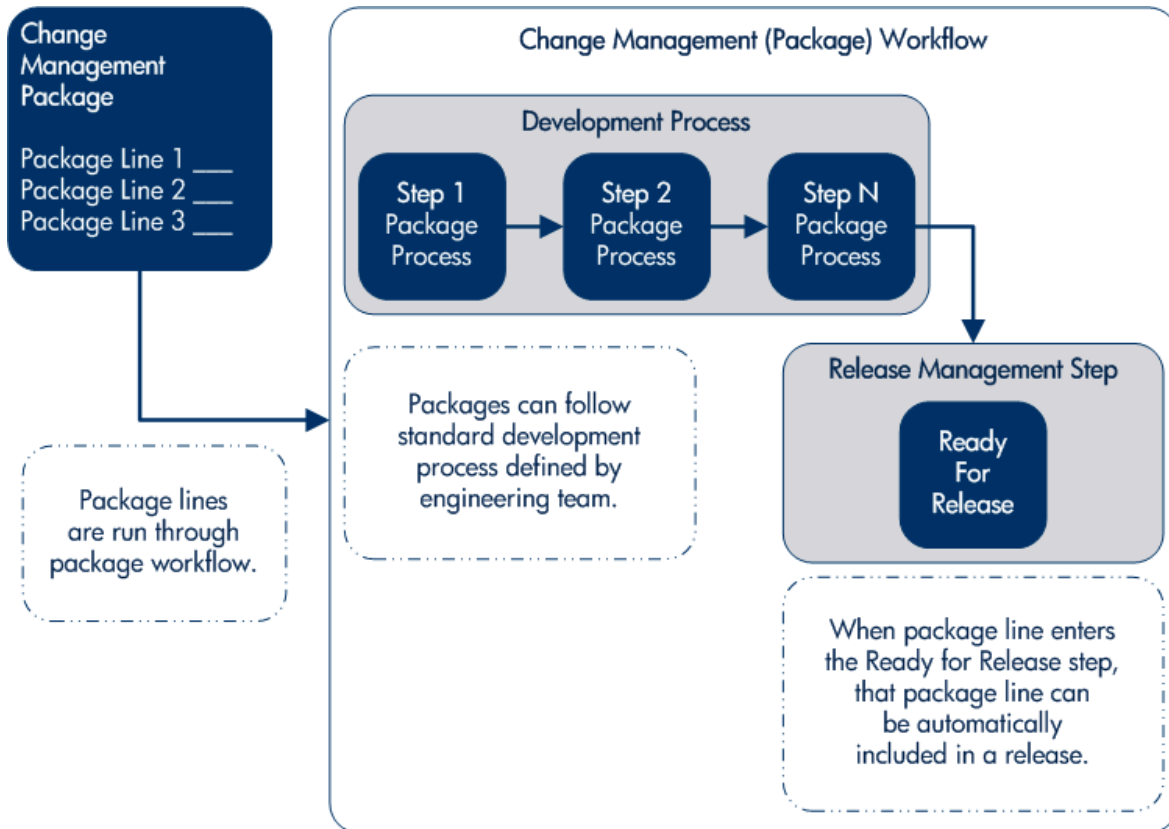 Change
Management
Package
Package Line 1 ___
Package Line 2 ___
Package Line 3 ___
Package lines
are run through
package workflow.
Change Management (Package) Workflow
Development Process
Step 1
Package
Process
Step 2
Package
Process
Step N
Package
Process
Packages can follow
standard development
process defined by
engineering team.
Release Management Step
Ready
For
Release
When package line enters
the Ready for Release step,
that package line can
be automatically
included in a release.